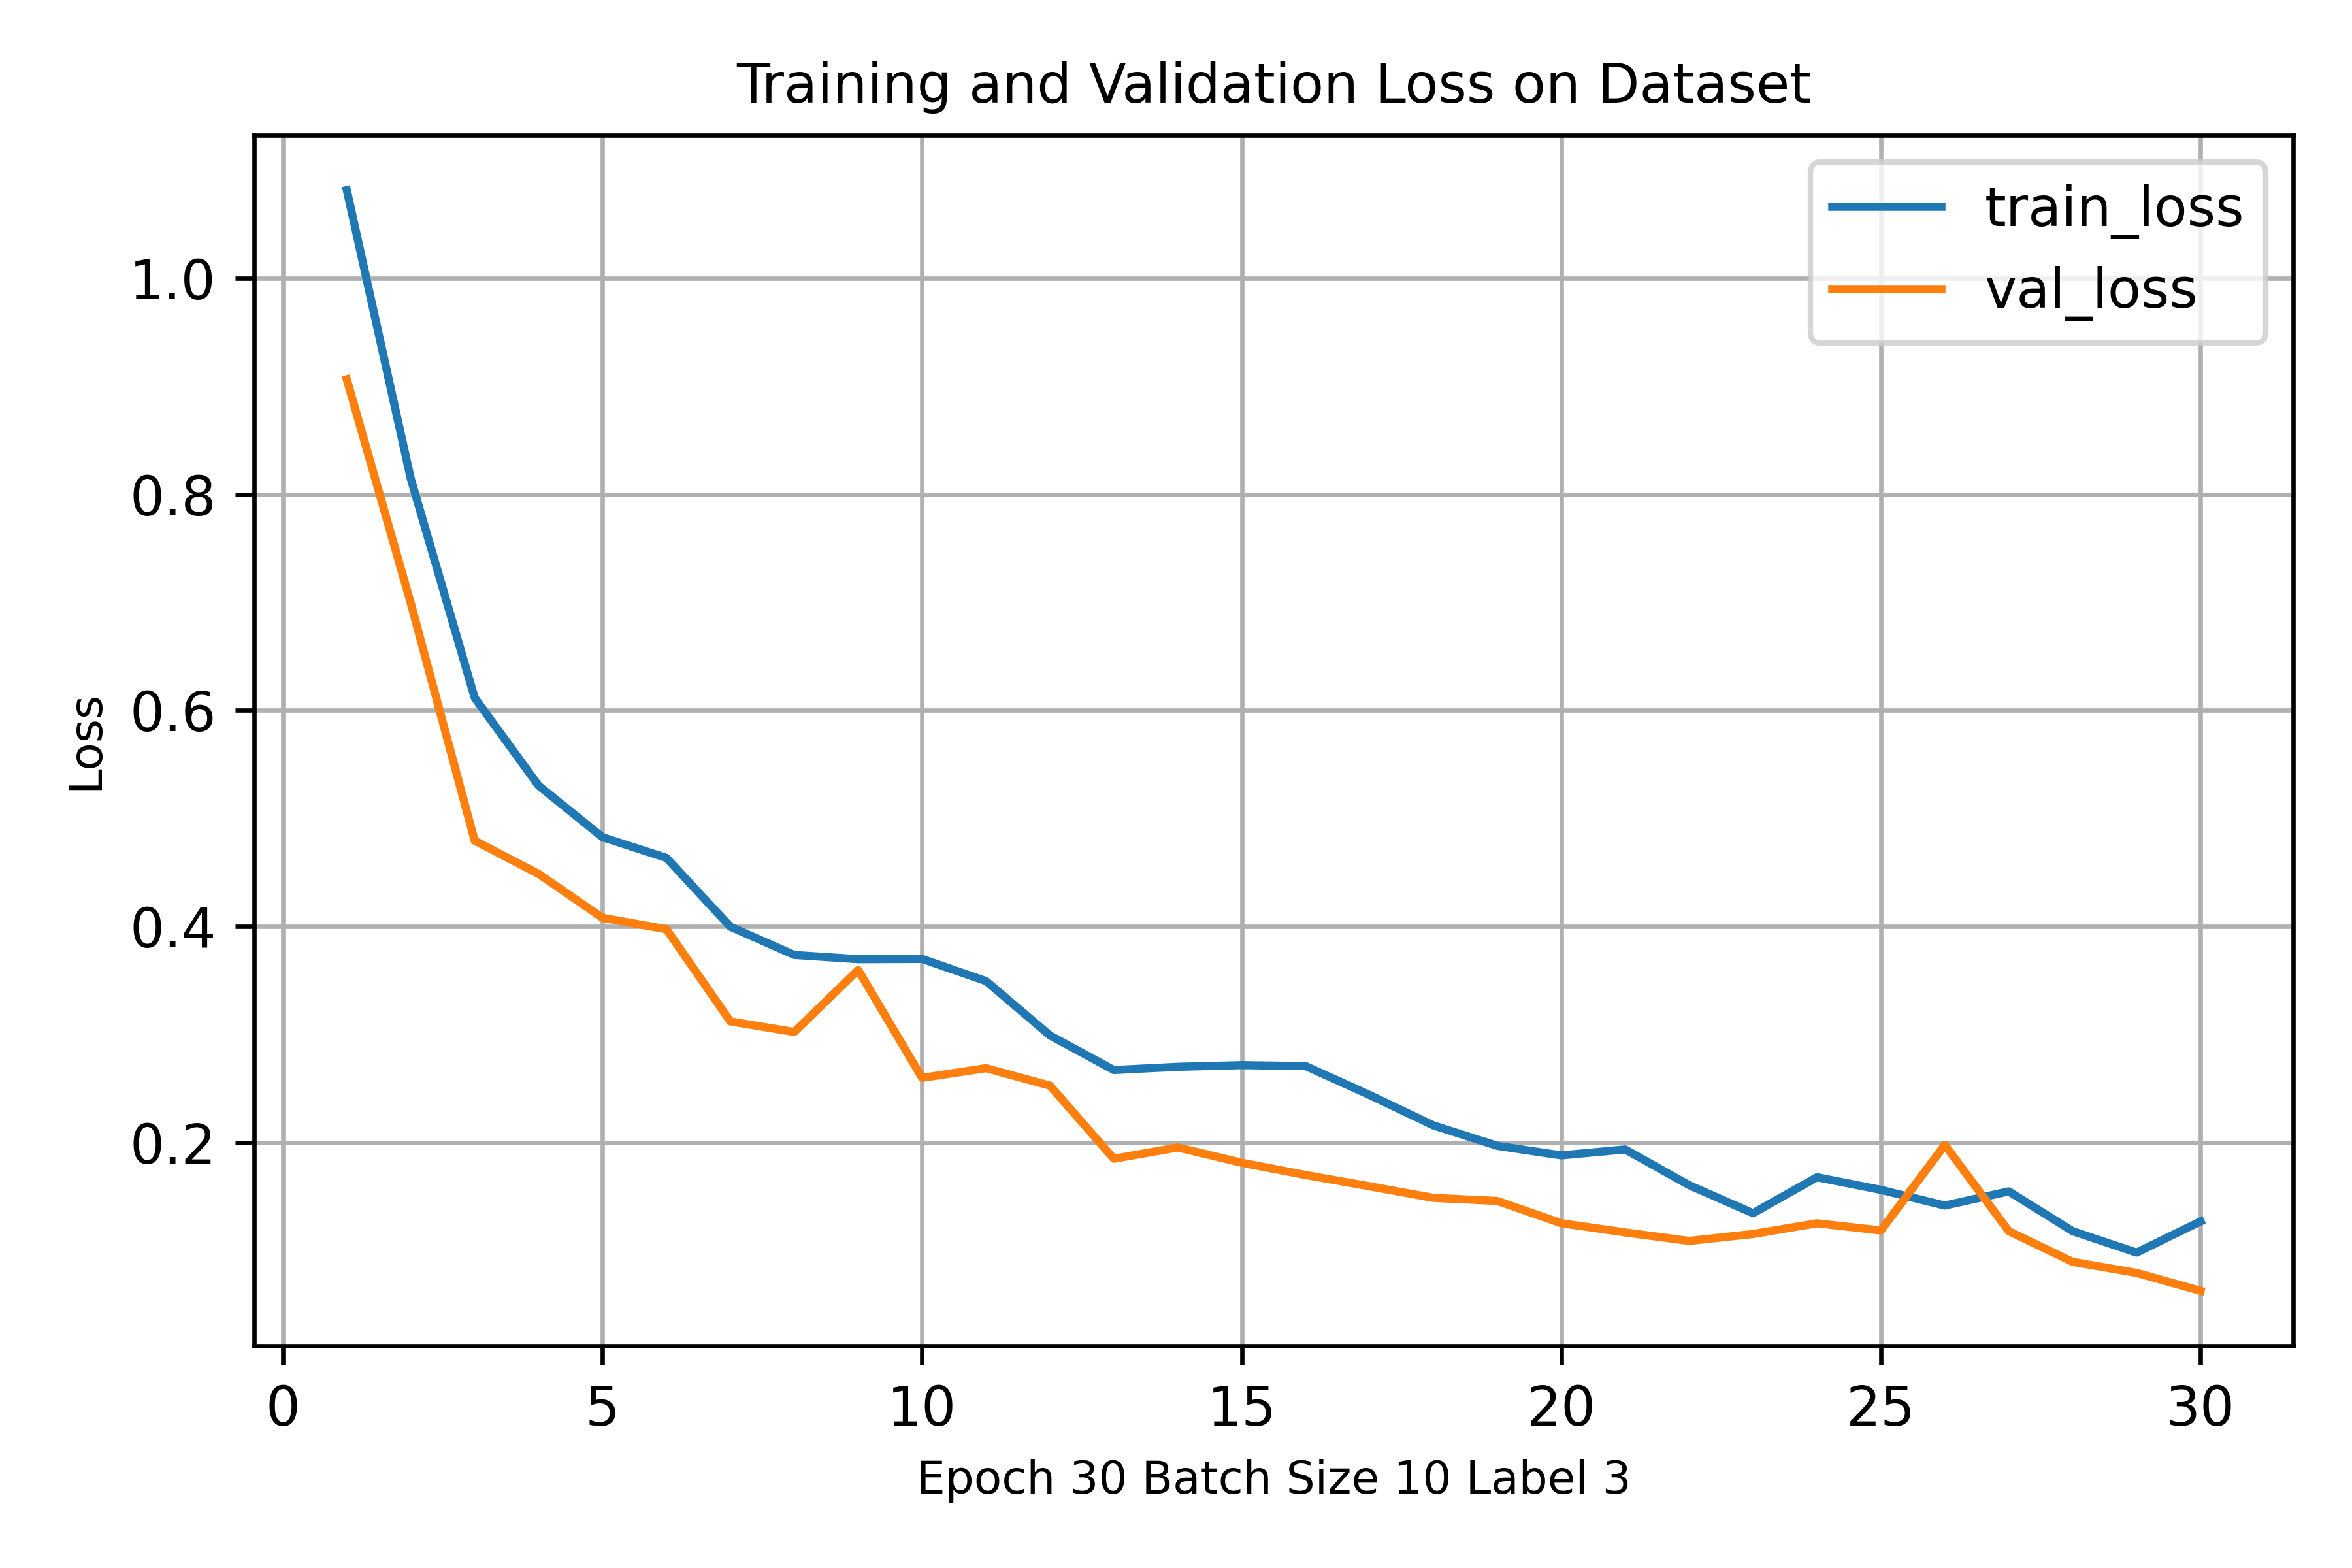 Training and Validation Loss on Dataset
train_loss
val_loss
1.0
0.8
0.6
0.4
0.2
Loss
0 5 10 15 20 25 30
Epoch 30 Batch Size 10 Label 3